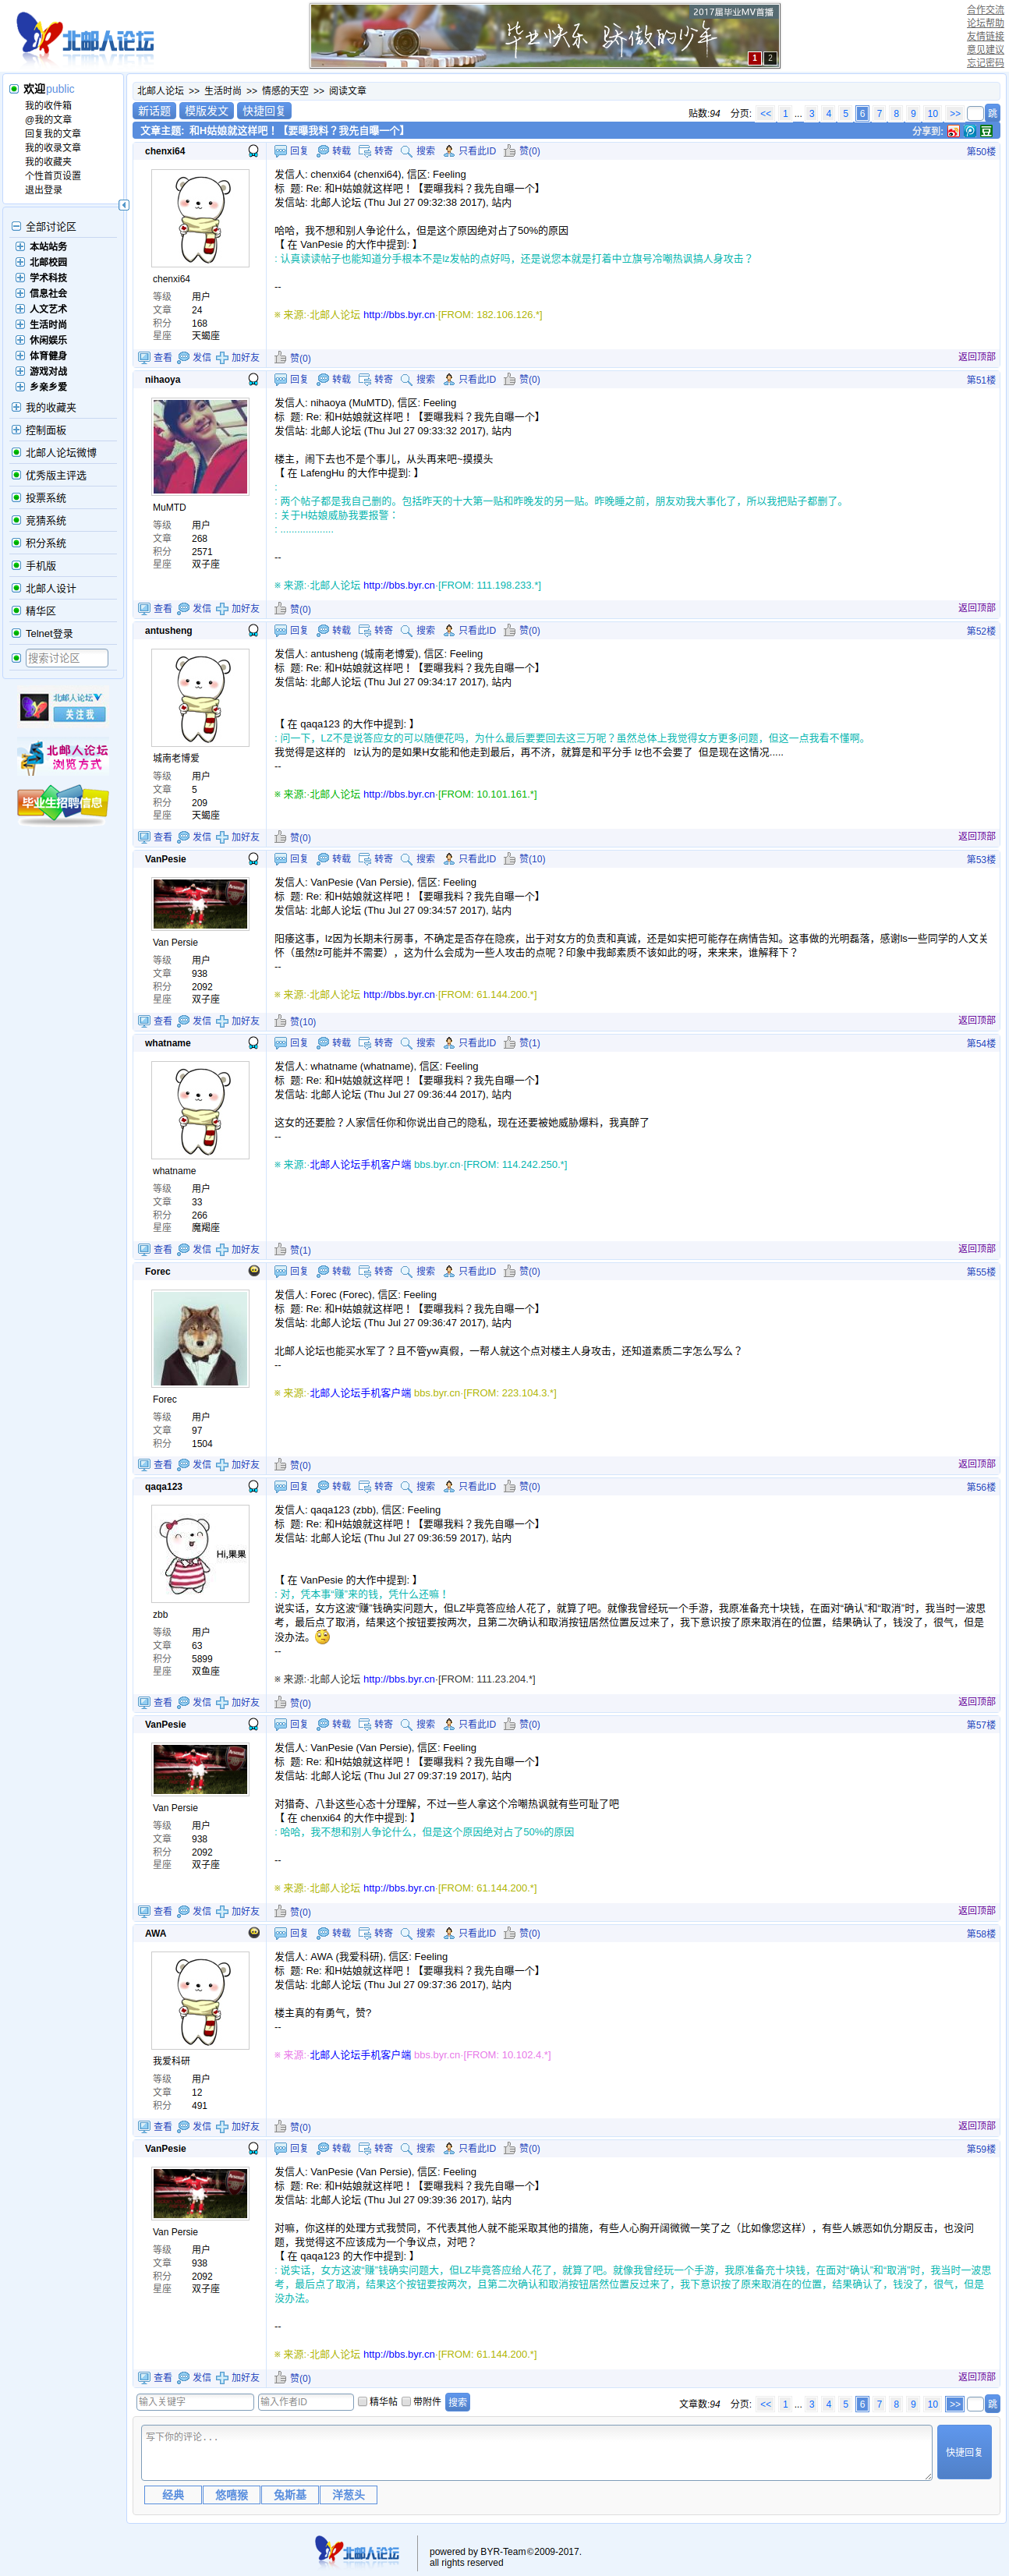 北邮人论坛
2017届毕业MV首播
毕业快乐 骄傲的少年
1 2
合作交流
论坛帮助
友情链接
意见建议
忘记密码
欢迎public
我的收件箱
@我的文章
回复我的文章
我的收录文章
我的收藏夹
个性首页设置
退出登录
全部讨论区
本站站务
北邮校园
学术科技
信息社会
人文艺术
生活时尚
休闲娱乐
体育健身
游戏对战
乡亲乡爱
我的收藏夹
控制面板
北邮人论坛微博
优秀版主评选
投票系统
竞猜系统
积分系统
手机版
北邮人设计
精华区
Telnet登录
搜索讨论区
北邮人论坛
关注我
北邮人论坛
浏览方式
毕业生招聘信息
北邮人论坛 >> 生活时尚 >> 情感的天空 >> 阅读文章
新话题 模版发文 快捷回复
贴数:94 分页: << 1 ... 3 4 5 6 7 8 9 10 >> 跳
文章主题: 和H姑娘就这样吧！【要曝我料？我先自曝一个】 分享到: 豆
chenxi64 回复 转载 转寄 搜索 只看此ID 赞(0) 第50楼
chenxi64
等级 用户
文章 24
积分 168
星座 天蝎座
发信人: chenxi64 (chenxi64), 信区: Feeling
标 题: Re: 和H姑娘就这样吧！【要曝我料？我先自曝一个】
发信站: 北邮人论坛 (Thu Jul 27 09:32:38 2017), 站内
哈哈，我不想和别人争论什么，但是这个原因绝对占了50%的原因
【 在 VanPesie 的大作中提到: 】
: 认真读读帖子也能知道分手根本不是lz发帖的点好吗，还是说您本就是打着中立旗号冷嘲热讽搞人身攻击？
--
※ 来源:·北邮人论坛 http://bbs.byr.cn·[FROM: 182.106.126.*]
查看 发信 加好友 赞(0) 返回顶部
nihaoya 回复 转载 转寄 搜索 只看此ID 赞(0) 第51楼
MuMTD
等级 用户
文章 268
积分 2571
星座 双子座
发信人: nihaoya (MuMTD), 信区: Feeling
标 题: Re: 和H姑娘就这样吧！【要曝我料？我先自曝一个】
发信站: 北邮人论坛 (Thu Jul 27 09:33:32 2017), 站内
楼主，闹下去也不是个事儿，从头再来吧~摸摸头
【 在 LafengHu 的大作中提到: 】
:
: 两个帖子都是我自己删的。包括昨天的十大第一贴和昨晚发的另一贴。昨晚睡之前，朋友劝我大事化了，所以我把贴子都删了。
: 关于H姑娘威胁我要报警：
: ...................
--
※ 来源:·北邮人论坛 http://bbs.byr.cn·[FROM: 111.198.233.*]
查看 发信 加好友 赞(0) 返回顶部
antusheng 回复 转载 转寄 搜索 只看此ID 赞(0) 第52楼
城南老博爱
等级 用户
文章 5
积分 209
星座 天蝎座
发信人: antusheng (城南老博爱), 信区: Feeling
标 题: Re: 和H姑娘就这样吧！【要曝我料？我先自曝一个】
发信站: 北邮人论坛 (Thu Jul 27 09:34:17 2017), 站内
【 在 qaqa123 的大作中提到: 】
: 问一下，LZ不是说答应女的可以随便花吗，为什么最后要要回去这三万呢？虽然总体上我觉得女方更多问题，但这一点我看不懂啊。
我觉得是这样的 lz认为的是如果H女能和他走到最后，再不济，就算是和平分手 lz也不会要了 但是现在这情况.....
--
※ 来源:·北邮人论坛 http://bbs.byr.cn·[FROM: 10.101.161.*]
查看 发信 加好友 赞(0) 返回顶部
VanPesie 回复 转载 转寄 搜索 只看此ID 赞(10) 第53楼
Van Persie
等级 用户
文章 938
积分 2092
星座 双子座
发信人: VanPesie (Van Persie), 信区: Feeling
标 题: Re: 和H姑娘就这样吧！【要曝我料？我先自曝一个】
发信站: 北邮人论坛 (Thu Jul 27 09:34:57 2017), 站内
阳痿这事，lz因为长期未行房事，不确定是否存在隐疾，出于对女方的负责和真诚，还是如实把可能存在病情告知。这事做的光明磊落，感谢ls一些同学的人文关
怀（虽然lz可能并不需要），这为什么会成为一些人攻击的点呢？印象中我邮素质不该如此的呀，来来来，谁解释下？
--
※ 来源:·北邮人论坛 http://bbs.byr.cn·[FROM: 61.144.200.*]
查看 发信 加好友 赞(10) 返回顶部
whatname 回复 转载 转寄 搜索 只看此ID 赞(1) 第54楼
whatname
等级 用户
文章 33
积分 266
星座 魔羯座
发信人: whatname (whatname), 信区: Feeling
标 题: Re: 和H姑娘就这样吧！【要曝我料？我先自曝一个】
发信站: 北邮人论坛 (Thu Jul 27 09:36:44 2017), 站内
这女的还要脸？人家信任你和你说出自己的隐私，现在还要被她威胁爆料，我真醉了
--
※ 来源:·北邮人论坛手机客户端 bbs.byr.cn·[FROM: 114.242.250.*]
查看 发信 加好友 赞(1) 返回顶部
Forec 回复 转载 转寄 搜索 只看此ID 赞(0) 第55楼
Forec
等级 用户
文章 97
积分 1504
发信人: Forec (Forec), 信区: Feeling
标 题: Re: 和H姑娘就这样吧！【要曝我料？我先自曝一个】
发信站: 北邮人论坛 (Thu Jul 27 09:36:47 2017), 站内
北邮人论坛也能买水军了？且不管yw真假，一帮人就这个点对楼主人身攻击，还知道素质二字怎么写么？
--
※ 来源:·北邮人论坛手机客户端 bbs.byr.cn·[FROM: 223.104.3.*]
查看 发信 加好友 赞(0) 返回顶部
qaqa123 回复 转载 转寄 搜索 只看此ID 赞(0) 第56楼
Hi,果果
zbb
等级 用户
文章 63
积分 5899
星座 双鱼座
发信人: qaqa123 (zbb), 信区: Feeling
标 题: Re: 和H姑娘就这样吧！【要曝我料？我先自曝一个】
发信站: 北邮人论坛 (Thu Jul 27 09:36:59 2017), 站内
【 在 VanPesie 的大作中提到: 】
: 对，凭本事“赚”来的钱，凭什么还嘛！
说实话，女方这波“赚”钱确实问题大，但LZ毕竟答应给人花了，就算了吧。就像我曾经玩一个手游，我原准备充十块钱，在面对“确认”和“取消”时，我当时一波思
考，最后点了取消，结果这个按钮要按两次，且第二次确认和取消按钮居然位置反过来了，我下意识按了原来取消在的位置，结果确认了，钱没了，很气，但是
没办法。
--
※ 来源:·北邮人论坛 http://bbs.byr.cn·[FROM: 111.23.204.*]
查看 发信 加好友 赞(0) 返回顶部
VanPesie 回复 转载 转寄 搜索 只看此ID 赞(0) 第57楼
Van Persie
等级 用户
文章 938
积分 2092
星座 双子座
发信人: VanPesie (Van Persie), 信区: Feeling
标 题: Re: 和H姑娘就这样吧！【要曝我料？我先自曝一个】
发信站: 北邮人论坛 (Thu Jul 27 09:37:19 2017), 站内
对猎奇、八卦这些心态十分理解，不过一些人拿这个冷嘲热讽就有些可耻了吧
【 在 chenxi64 的大作中提到: 】
: 哈哈，我不想和别人争论什么，但是这个原因绝对占了50%的原因
--
※ 来源:·北邮人论坛 http://bbs.byr.cn·[FROM: 61.144.200.*]
查看 发信 加好友 赞(0) 返回顶部
AWA 回复 转载 转寄 搜索 只看此ID 赞(0) 第58楼
我爱科研
等级 用户
文章 12
积分 491
发信人: AWA (我爱科研), 信区: Feeling
标 题: Re: 和H姑娘就这样吧！【要曝我料？我先自曝一个】
发信站: 北邮人论坛 (Thu Jul 27 09:37:36 2017), 站内
楼主真的有勇气，赞?
--
※ 来源:·北邮人论坛手机客户端 bbs.byr.cn·[FROM: 10.102.4.*]
查看 发信 加好友 赞(0) 返回顶部
VanPesie 回复 转载 转寄 搜索 只看此ID 赞(0) 第59楼
Van Persie
等级 用户
文章 938
积分 2092
星座 双子座
发信人: VanPesie (Van Persie), 信区: Feeling
标 题: Re: 和H姑娘就这样吧！【要曝我料？我先自曝一个】
发信站: 北邮人论坛 (Thu Jul 27 09:39:36 2017), 站内
对嘛，你这样的处理方式我赞同，不代表其他人就不能采取其他的措施，有些人心胸开阔微微一笑了之（比如像您这样），有些人嫉恶如仇分期反击，也没问
题，我觉得这不应该成为一个争议点，对吧？
【 在 qaqa123 的大作中提到: 】
: 说实话，女方这波“赚”钱确实问题大，但LZ毕竟答应给人花了，就算了吧。就像我曾经玩一个手游，我原准备充十块钱，在面对“确认”和“取消”时，我当时一波思
考，最后点了取消，结果这个按钮要按两次，且第二次确认和取消按钮居然位置反过来了，我下意识按了原来取消在的位置，结果确认了，钱没了，很气，但是
没办法。
--
※ 来源:·北邮人论坛 http://bbs.byr.cn·[FROM: 61.144.200.*]
查看 发信 加好友 赞(0) 返回顶部
输入关键字 输入作者ID 精华帖 带附件 搜索
文章数:94 分页: << 1 ... 3 4 5 6 7 8 9 10 >> 跳
写下你的评论...
快捷回复
经典 悠嘻猴 兔斯基 洋葱头
北邮人论坛
powered by BYR-Team©2009-2017.
all rights reserved